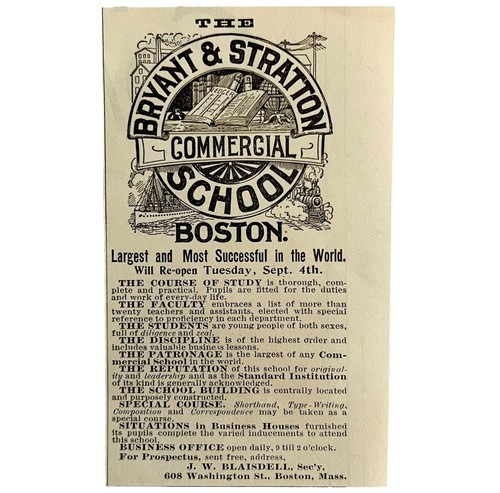 THE
BRYANT & STRATTON
COMMERCIAL
SCHOOL
BOSTON.
Largest and Most Successful in the World.
Will Re-open Tuesday, Sept. 4th.
THE COURSE OF STUDY is thorough, com-
plete and practical. Pupils are fitted for the duties
and work of every-day life.
THE FACULTY embraces a list of more than
twenty teachers and assistants, elected with special
reference to proficiency in each department.
THE STUDENTS are young people of both sexes,
full of diligence and zeal.
THE DISCIPLINE is of the highest order and
includes valuable business lessons.
THE PATRONAGE is the largest of any Com-
mercial School in the world.
THE REPUTATION of this school for original-
ity and leadership and as the Standard Institution
of its kind is generally acknowledged.
THE SCHOOL BUILDING is centrally located
and purposely constructed.
SPECIAL COURSE. Shorthand, Type-Writing,
Composition and Correspondence may be taken as a
special course.
SITUATIONS in Business Houses furnished
its pupils complete the varied inducements to attend
this school.
BUSINESS OFFICE open daily, 9 till 2 o'clock.
For Prospectus, sent free, address,
J. W. BLAISDELL, Sec'y,
608 Washington St., Boston, Mass.